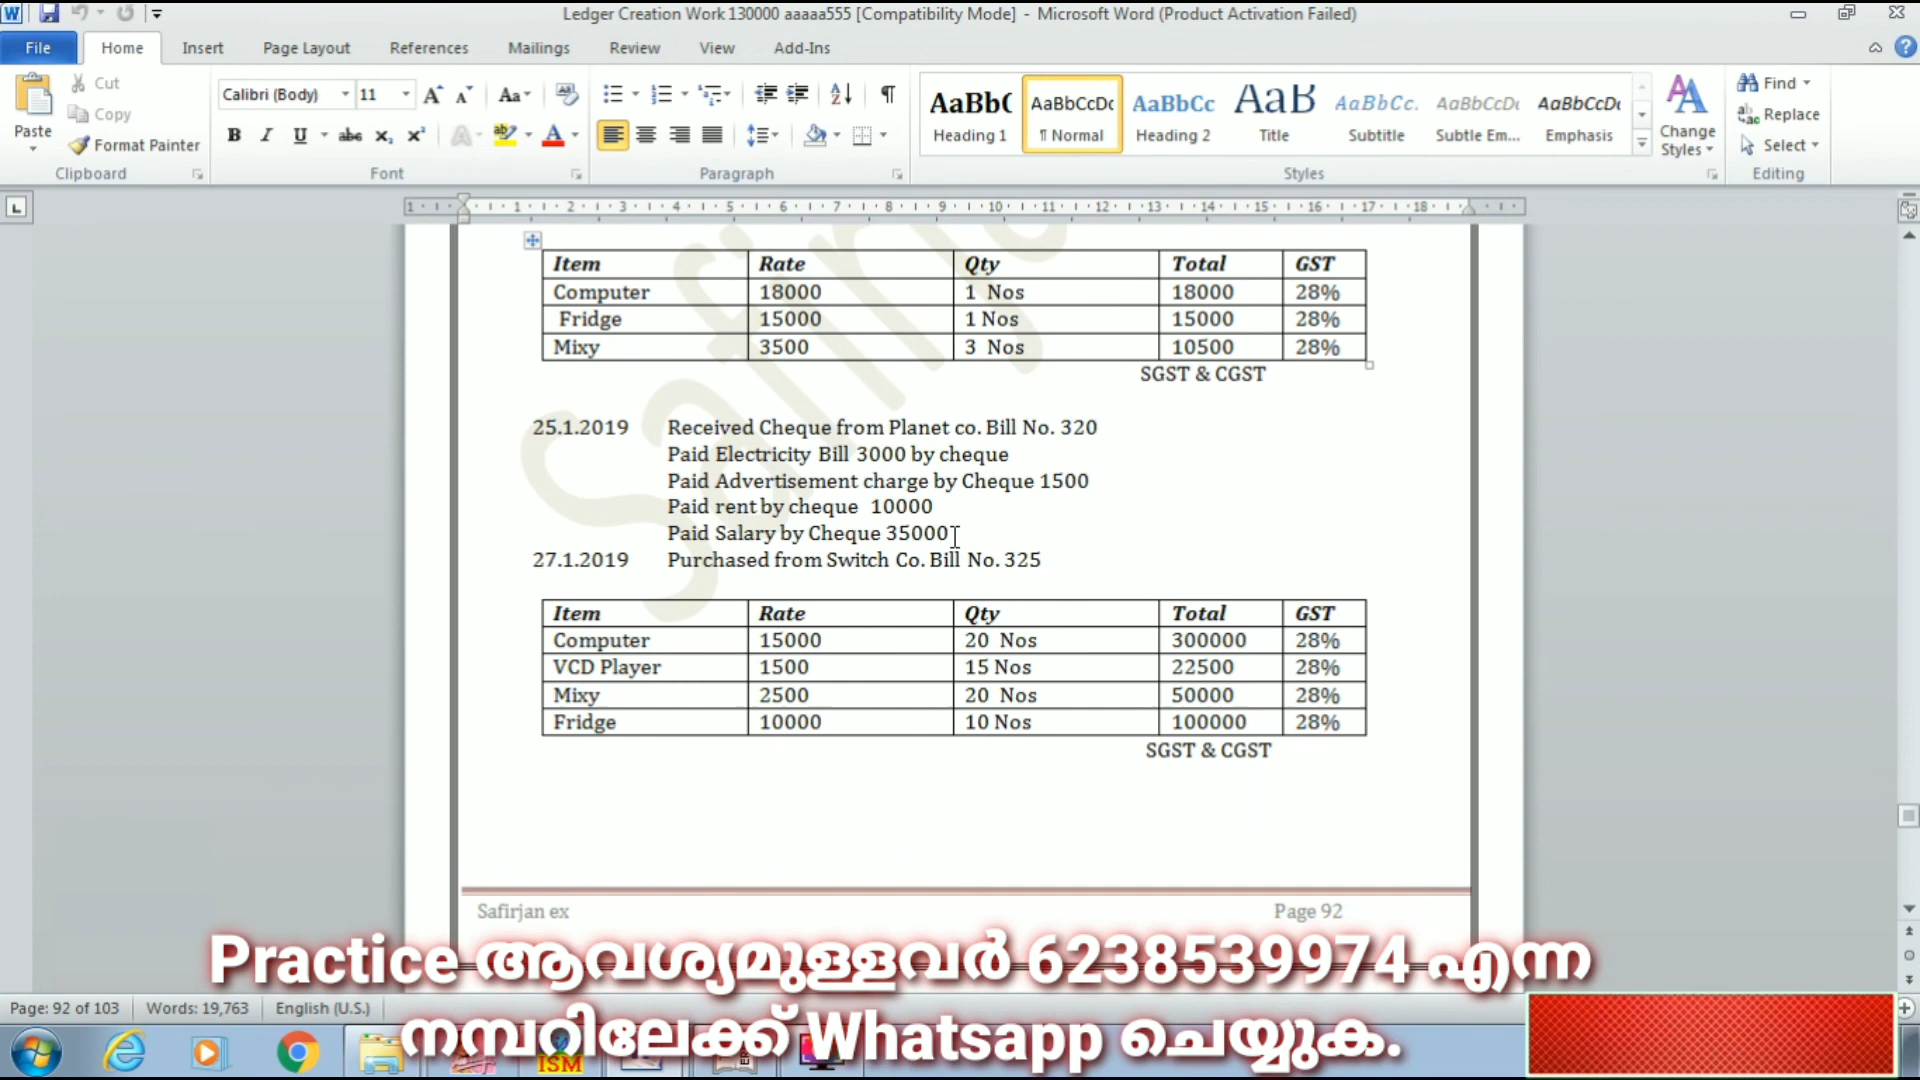 Ledger Creation Work 130000 aaaaa555 [Compatibility Mode] - Microsoft Word (Product Activation Failed)
File Home Insert Page Layout References Mailings Review View Add-Ins
Cut
Copy
Format Painter
Paste
Clipboard
Calibri (Body) 11
Font
Paragraph
AaBbC AaBbCcDc AaBbCc AaB AaBbCc. AaBbCcDc AaBbCcDc
Heading 1 ¶ Normal Heading 2 Title Subtitle Subtle Em... Emphasis
Change Styles
Styles
Find
Replace
Select
Editing
Item Rate Qty Total GST
Computer 18000 1 Nos 18000 28%
Fridge 15000 1 Nos 15000 28%
Mixy 3500 3 Nos 10500 28%
SGST & CGST
25.1.2019 Received Cheque from Planet co. Bill No. 320
Paid Electricity Bill 3000 by cheque
Paid Advertisement charge by Cheque 1500
Paid rent by cheque 10000
Paid Salary by Cheque 35000
27.1.2019 Purchased from Switch Co. Bill No. 325
Item Rate Qty Total GST
Computer 15000 20 Nos 300000 28%
VCD Player 1500 15 Nos 22500 28%
Mixy 2500 20 Nos 50000 28%
Fridge 10000 10 Nos 100000 28%
SGST & CGST
Safirjan ex Page 92
Practice ആവശ്യമുള്ളവർ 6238539974 എന്ന
നമ്പറിലേക്ക് Whatsapp ചെയ്യുക.
Page: 92 of 103 Words: 19,763 English (U.S.)
ISM